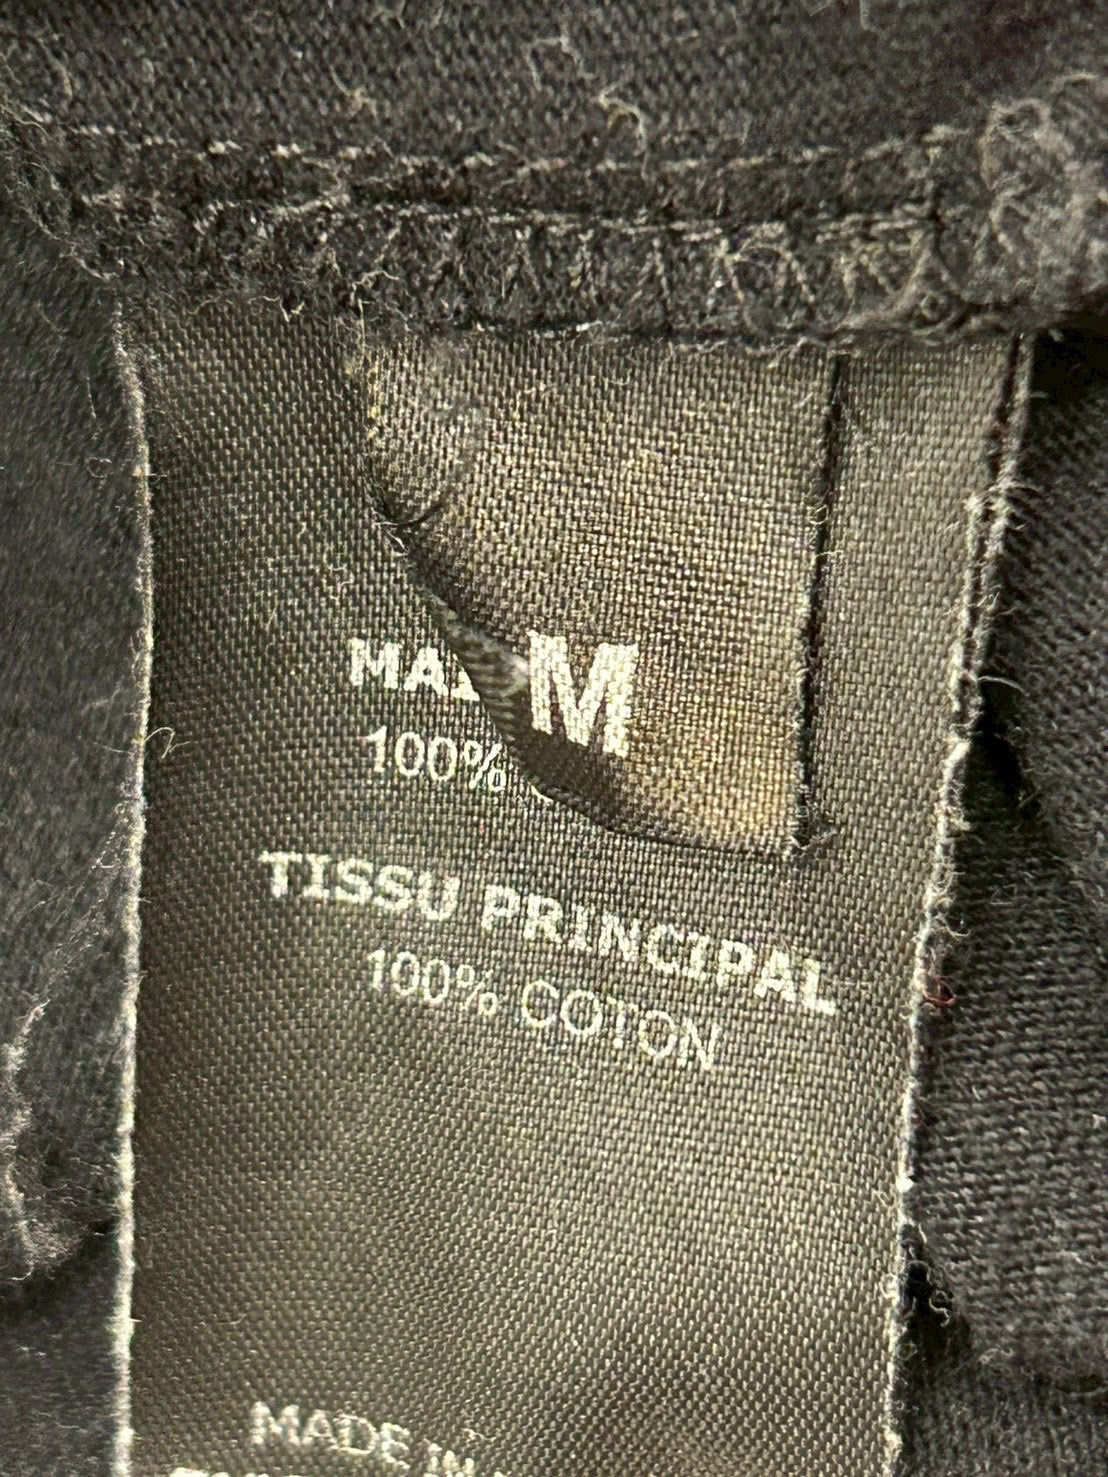 M
100%
TISSU PRINCIPAL
100% COTON
MADE IN